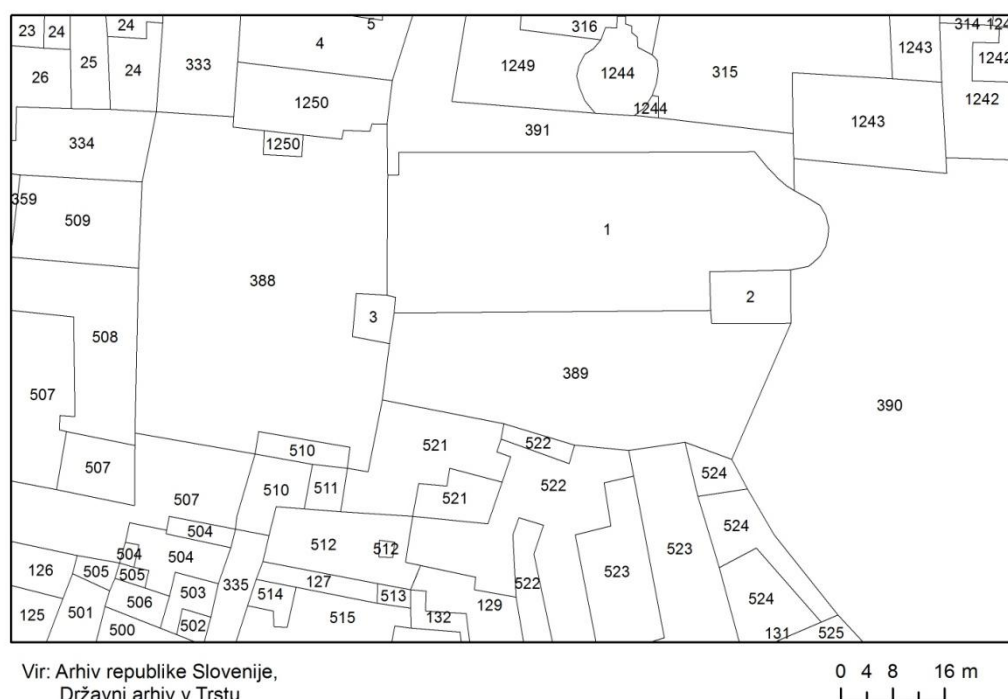 23 24 24 5 316 314 124
4 1243
25 333 1249 1244 315 1242
26 24 1242
1250 1244 1243
334 1250 391
359
509 1
388 2
3
508
389
507 390
510 521 522
507 524
510 511 522
507 521
504 524
504 504 512 512 523
126 505 505 335 127 523
506 503 514 513 129 522
125 501 515 132 524
500 502 131 525
Vir: Arhiv republike Slovenije,
Državni arhiv v Trstu
0 4 8 16 m